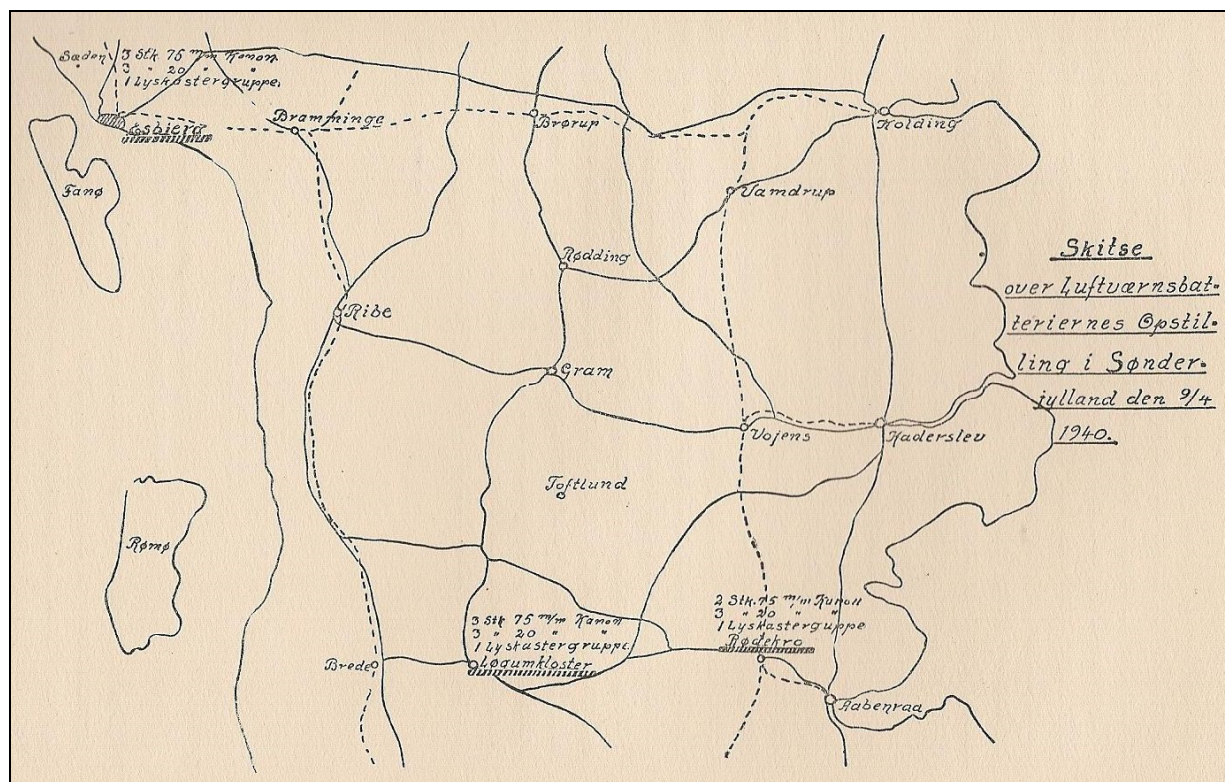 Sæden
3 Stk 75 m/m Kanon
3 " 20 " "
1 Lyskastergruppe.
Esbjerg
Bramminge
Brørup
Kolding
Fanø
Vamdrup
Rødding
Ribe
Gram
Skitse
over Luftværnsbat-
teriernes Opstil-
ling i Sønder-
jylland den 9/4
1940.
Vojens
Haderslev
Toftlund
Rømø
3 Stk 75 m/m Kanon
3 " 20 " "
1 Lyskastergruppe.
Løgumkloster
2 Stk. 75 m/m Kanon
3 " 20 " "
1 Lyskastergruppe
Rødekro
Brede
Aabenraa